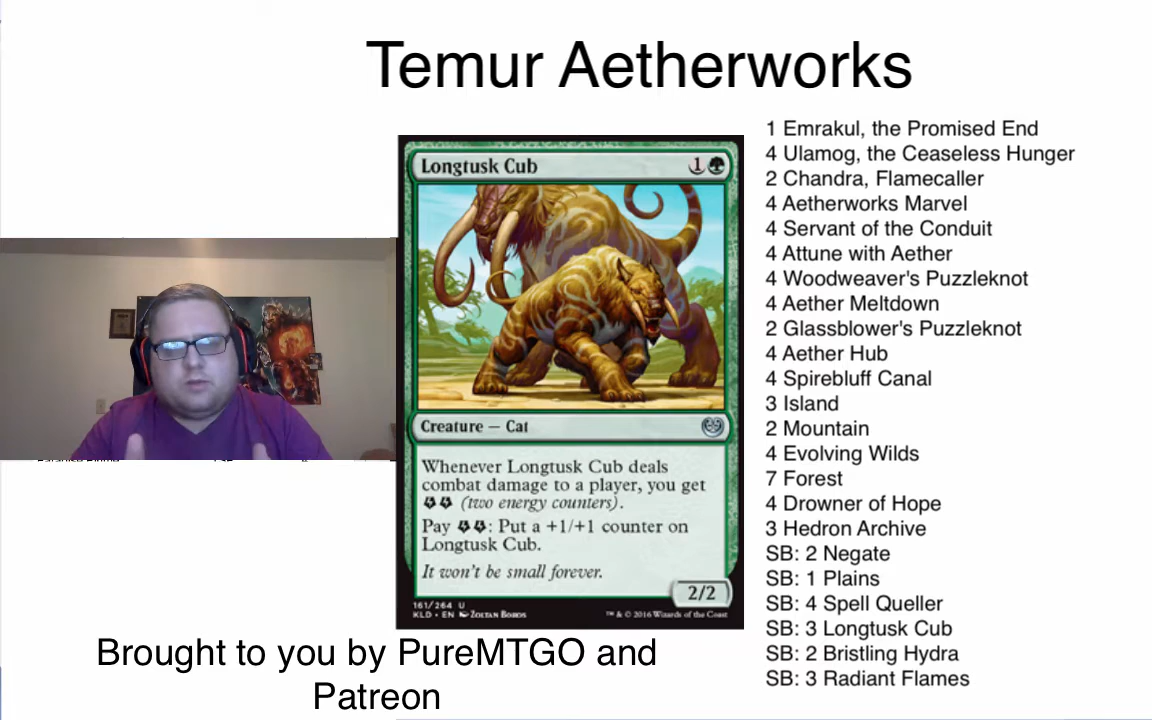 Temur Aetherworks
Longtusk Cub 1
Creature — Cat
Whenever Longtusk Cub deals
combat damage to a player, you get
(two energy counters).
Pay : Put a +1/+1 counter on
Longtusk Cub.
It won't be small forever.
2/2
161/264 U
KLD • EN Zoltan Boros
™ & © 2016 Wizards of the Coast
1 Emrakul, the Promised End
4 Ulamog, the Ceaseless Hunger
2 Chandra, Flamecaller
4 Aetherworks Marvel
4 Servant of the Conduit
4 Attune with Aether
4 Woodweaver's Puzzleknot
4 Aether Meltdown
2 Glassblower's Puzzleknot
4 Aether Hub
4 Spirebluff Canal
3 Island
2 Mountain
4 Evolving Wilds
7 Forest
4 Drowner of Hope
3 Hedron Archive
SB: 2 Negate
SB: 1 Plains
SB: 4 Spell Queller
SB: 3 Longtusk Cub
SB: 2 Bristling Hydra
SB: 3 Radiant Flames
Brought to you by PureMTGO and
Patreon